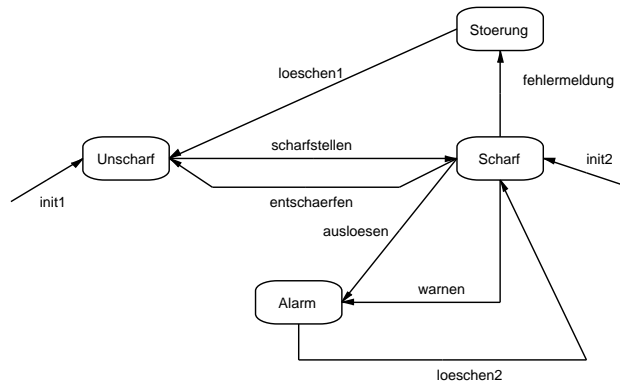 Stoerung
loeschen1
fehlermeldung
scharfstellen
Unscharf
Scharf
init2
init1
entschaerfen
ausloesen
warnen
Alarm
loeschen2